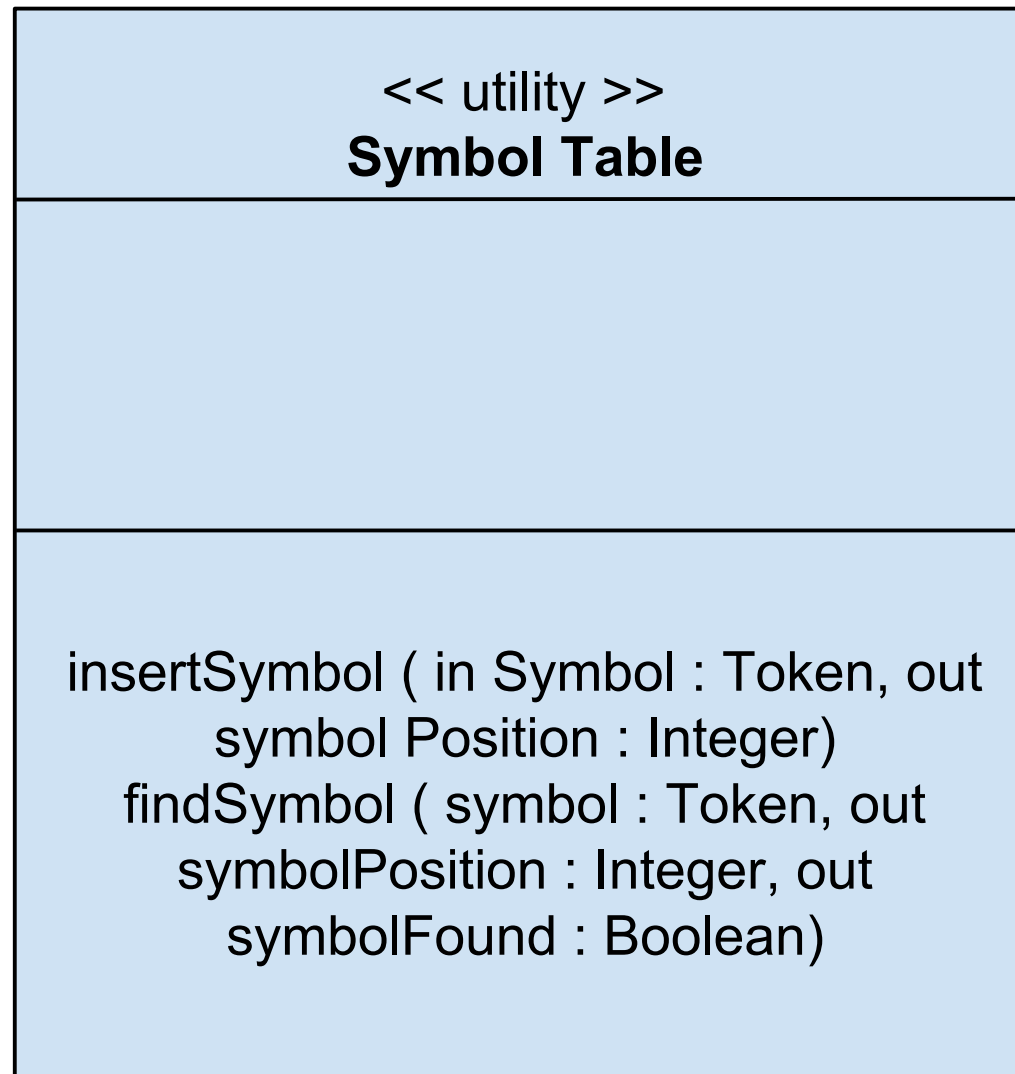 << utility >>
Symbol Table
insertSymbol ( in Symbol : Token, out
symbol Position : Integer)
findSymbol ( symbol : Token, out
symbolPosition : Integer, out
symbolFound : Boolean)